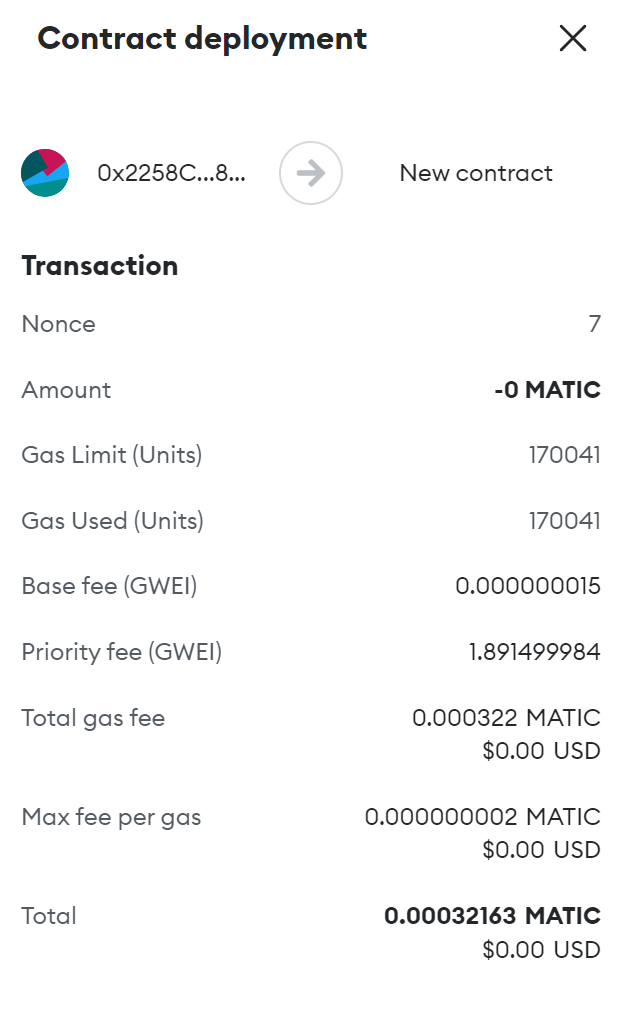 Contract deployment
0x2258C...8...
New contract
Transaction
Nonce 7
Amount -0 MATIC
Gas Limit (Units) 170041
Gas Used (Units) 170041
Base fee (GWEI) 0.000000015
Priority fee (GWEI) 1.891499984
Total gas fee 0.000322 MATIC
$0.00 USD
Max fee per gas 0.000000002 MATIC
$0.00 USD
Total 0.00032163 MATIC
$0.00 USD